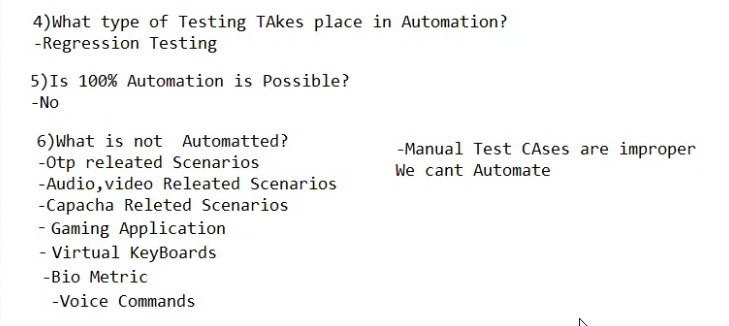 4)What type of Testing TAkes place in Automation?
-Regression Testing
5)Is 100% Automation is Possible?
-No
6)What is not  Automatted?
-Otp releated Scenarios
-Audio,video Releated Scenarios
-Capacha Releted Scenarios
- Gaming Application
- Virtual KeyBoards
-Bio Metric
-Voice Commands
-Manual Test CAses are improper
We cant Automate